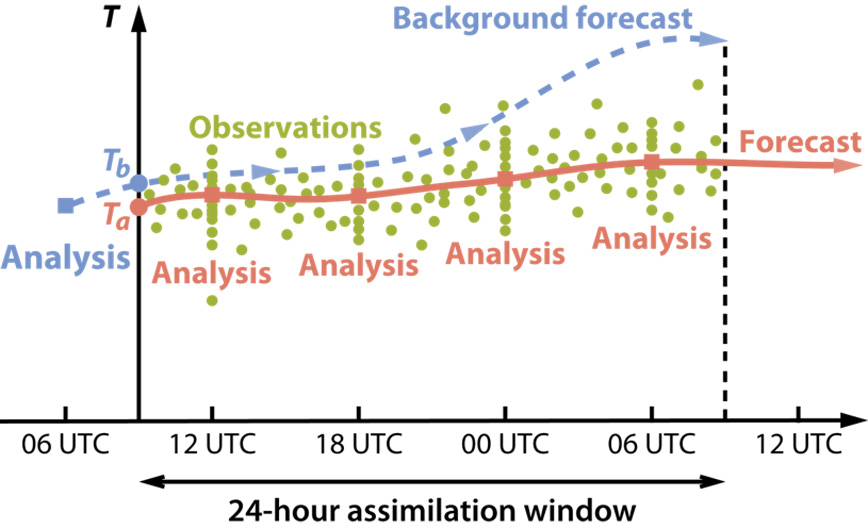 T
Background forecast
Observations
Forecast
Tb
Ta
Analysis
Analysis
Analysis
Analysis
Analysis
06 UTC 12 UTC 18 UTC 00 UTC 06 UTC 12 UTC
24-hour assimilation window